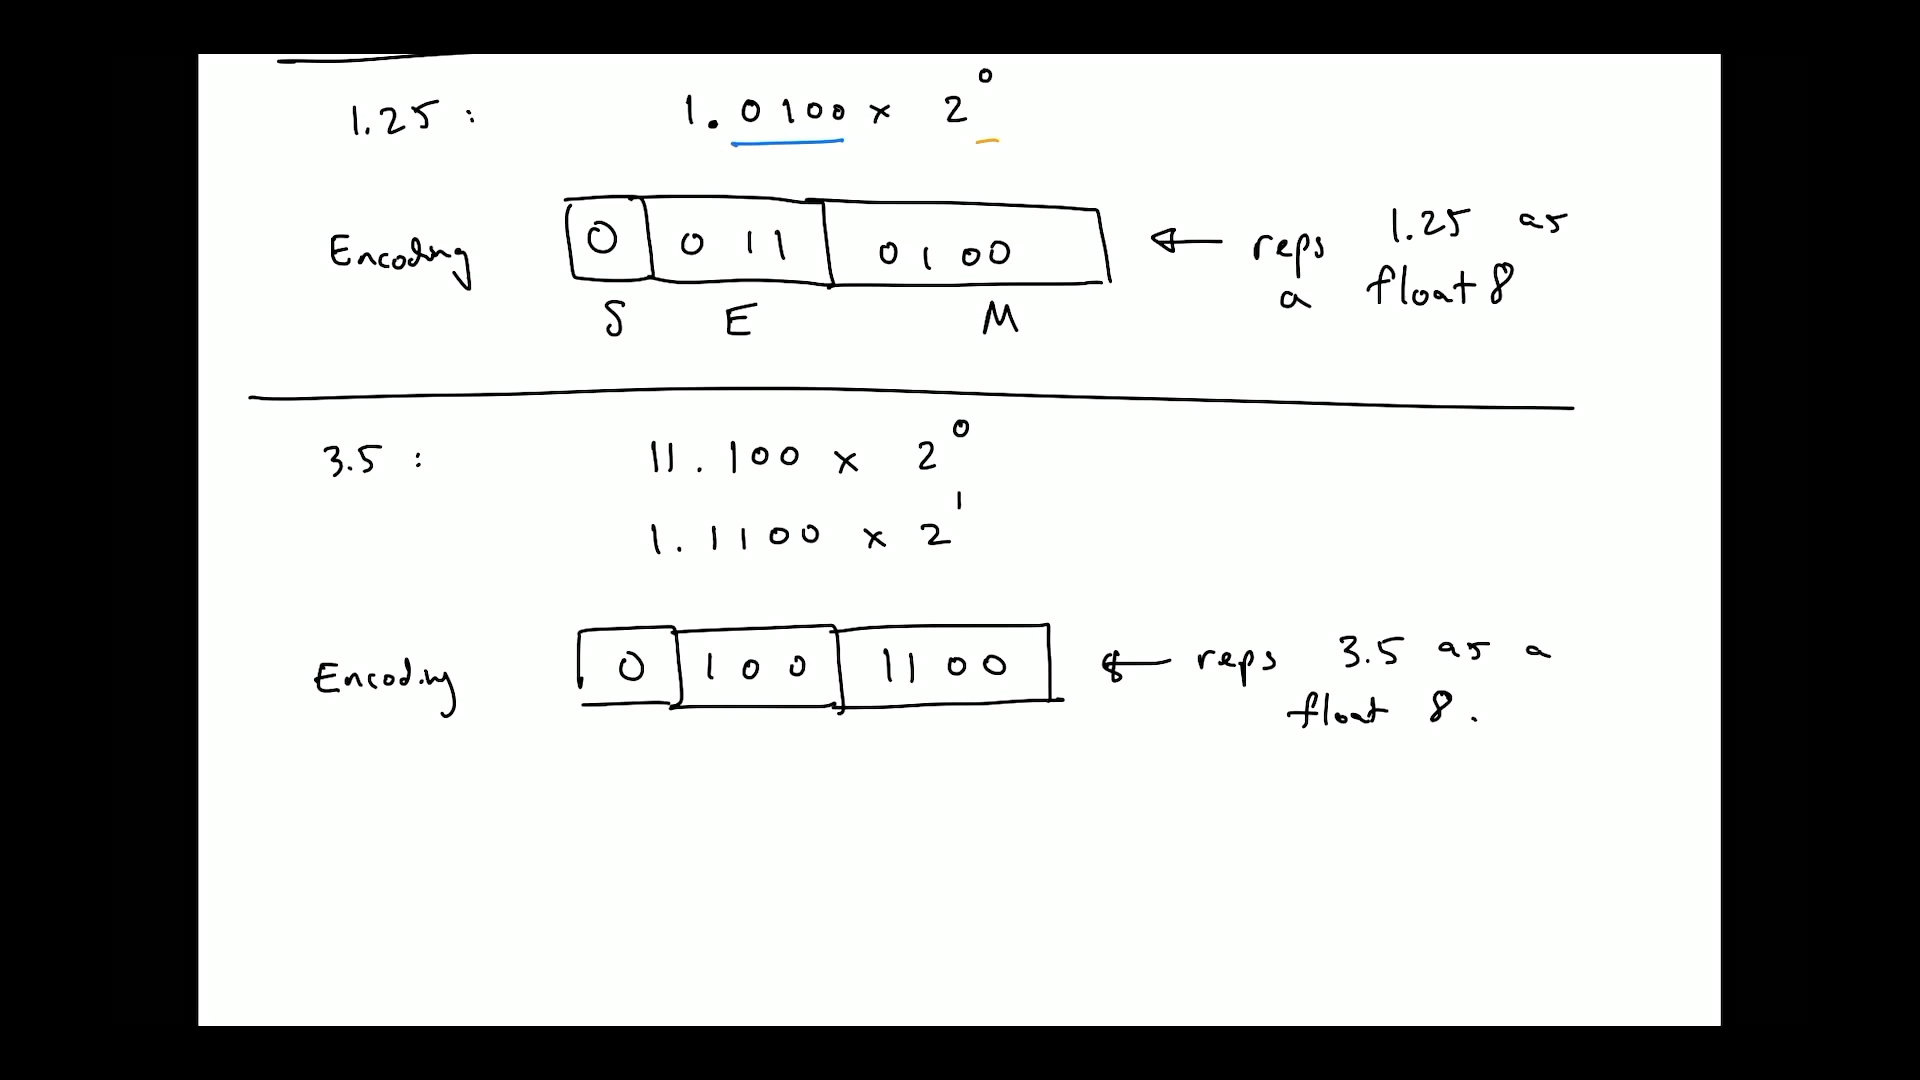 1.25 : 1.0100 x 2^0
Encoding 0 011 0100 ← reps 1.25 as
a float 8
S E M
3.5 : 11.100 x 2^0
1.1100 x 2^1
Encoding 0 100 1100 ← reps 3.5 as a
float 8.